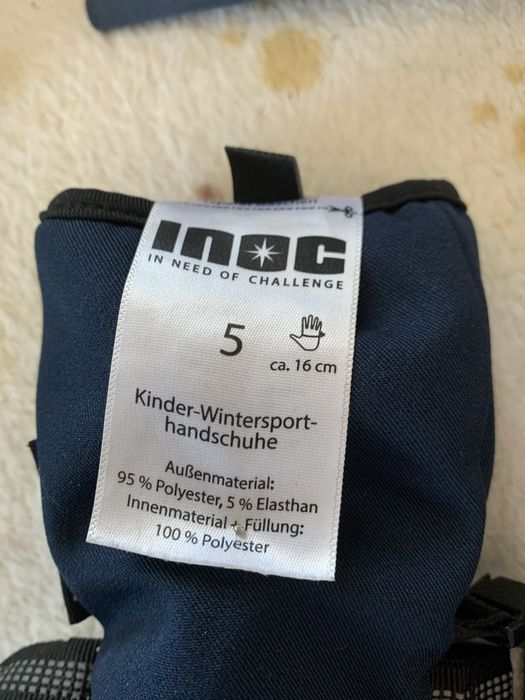 INOC
IN NEED OF CHALLENGE
5
ca. 16 cm
Kinder-Wintersport-
handschuhe
Außenmaterial:
95 % Polyester, 5 % Elasthan
Innenmaterial + Füllung:
100 % Polyester